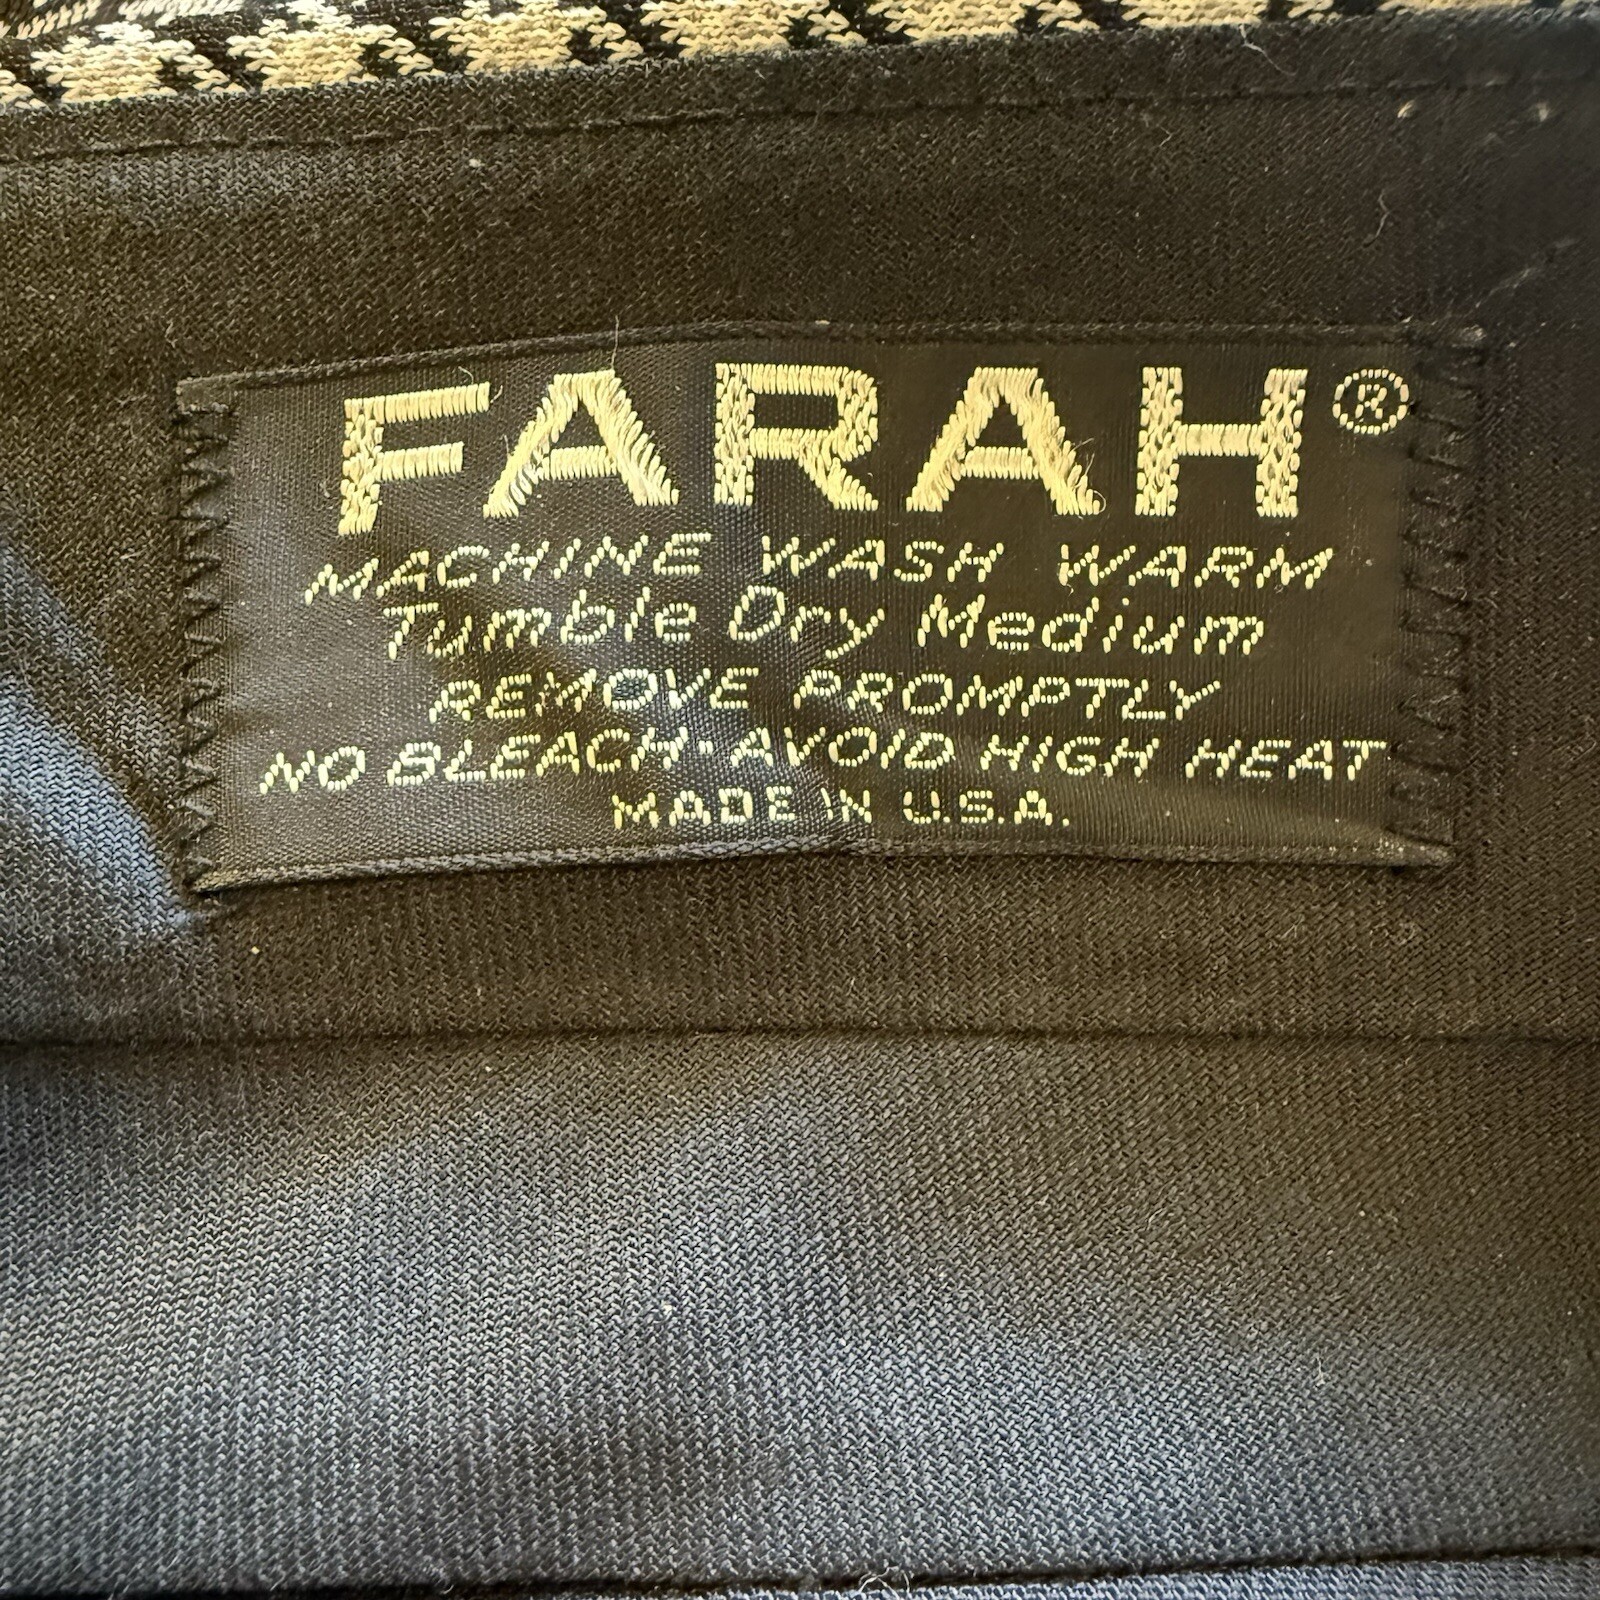 FARAH®
MACHINE WASH WARM
Tumble Dry Medium
REMOVE PROMPTLY
NO BLEACH-AVOID HIGH HEAT
MADE IN U.S.A.